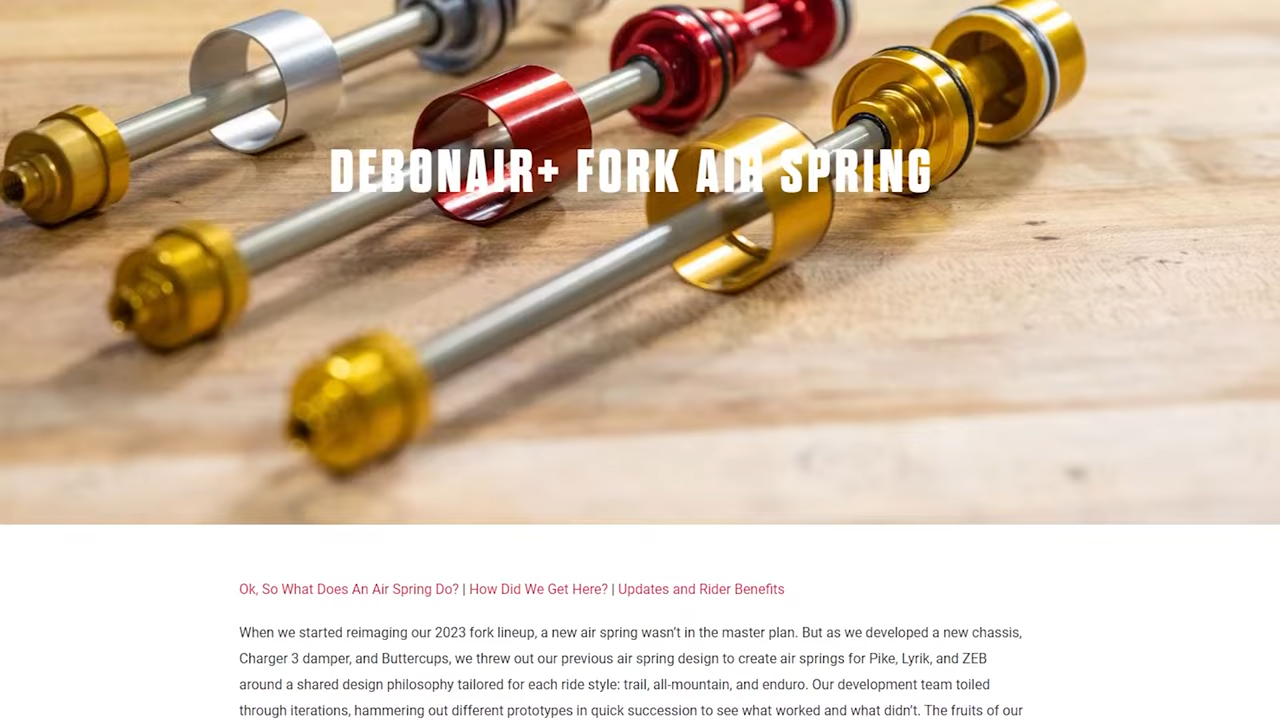 DEBONAIR+ FORK AIR SPRING
Ok, So What Does An Air Spring Do? | How Did We Get Here? | Updates and Rider Benefits
When we started reimaging our 2023 fork lineup, a new air spring wasn't in the master plan. But as we developed a new chassis,
Charger 3 damper, and Buttercups, we threw out our previous air spring design to create air springs for Pike, Lyrik, and ZEB
around a shared design philosophy tailored for each ride style: trail, all-mountain, and enduro. Our development team toiled
through iterations, hammering out different prototypes in quick succession to see what worked and what didn't. The fruits of our